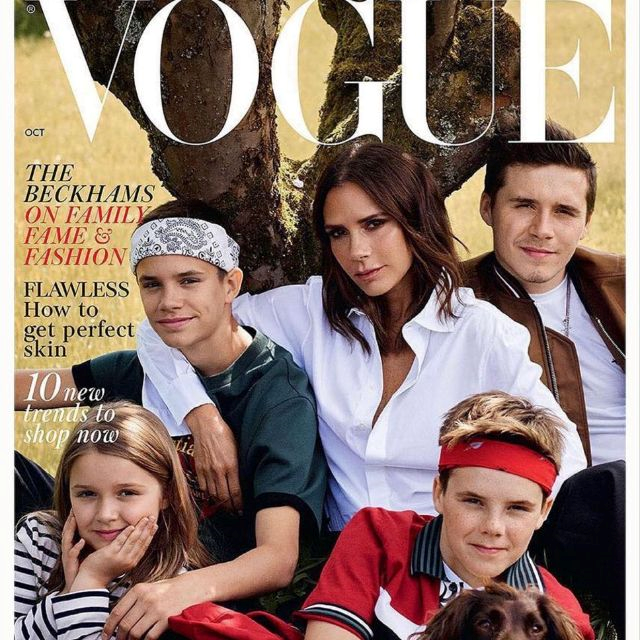 VOGUE
®
OCT
THE
BECKHAMS
ON FAMILY
FAME &
FASHION
FLAWLESS
How to
get perfect
skin
10 new
trends to
shop now